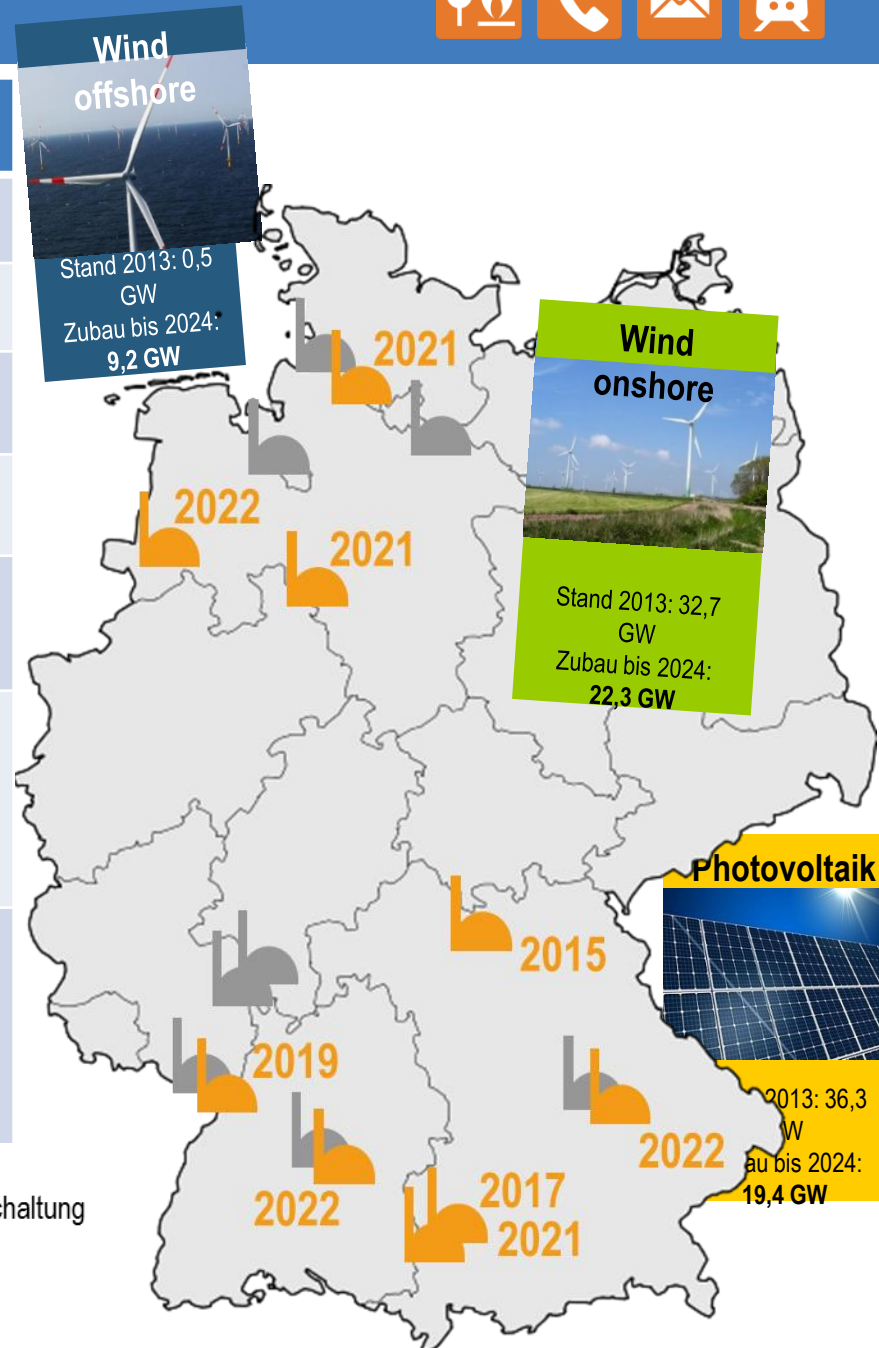 Wind
offshore
Stand 2013: 0,5
GW
Zubau bis 2024:
9,2 GW
2021
Wind
onshore
Stand 2013: 32,7
GW
Zubau bis 2024:
22,3 GW
2022
2021
Photovoltaik
2013: 36,3
W
au bis 2024:
19,4 GW
2015
2019
2022
2022
2017
2021
chaltung